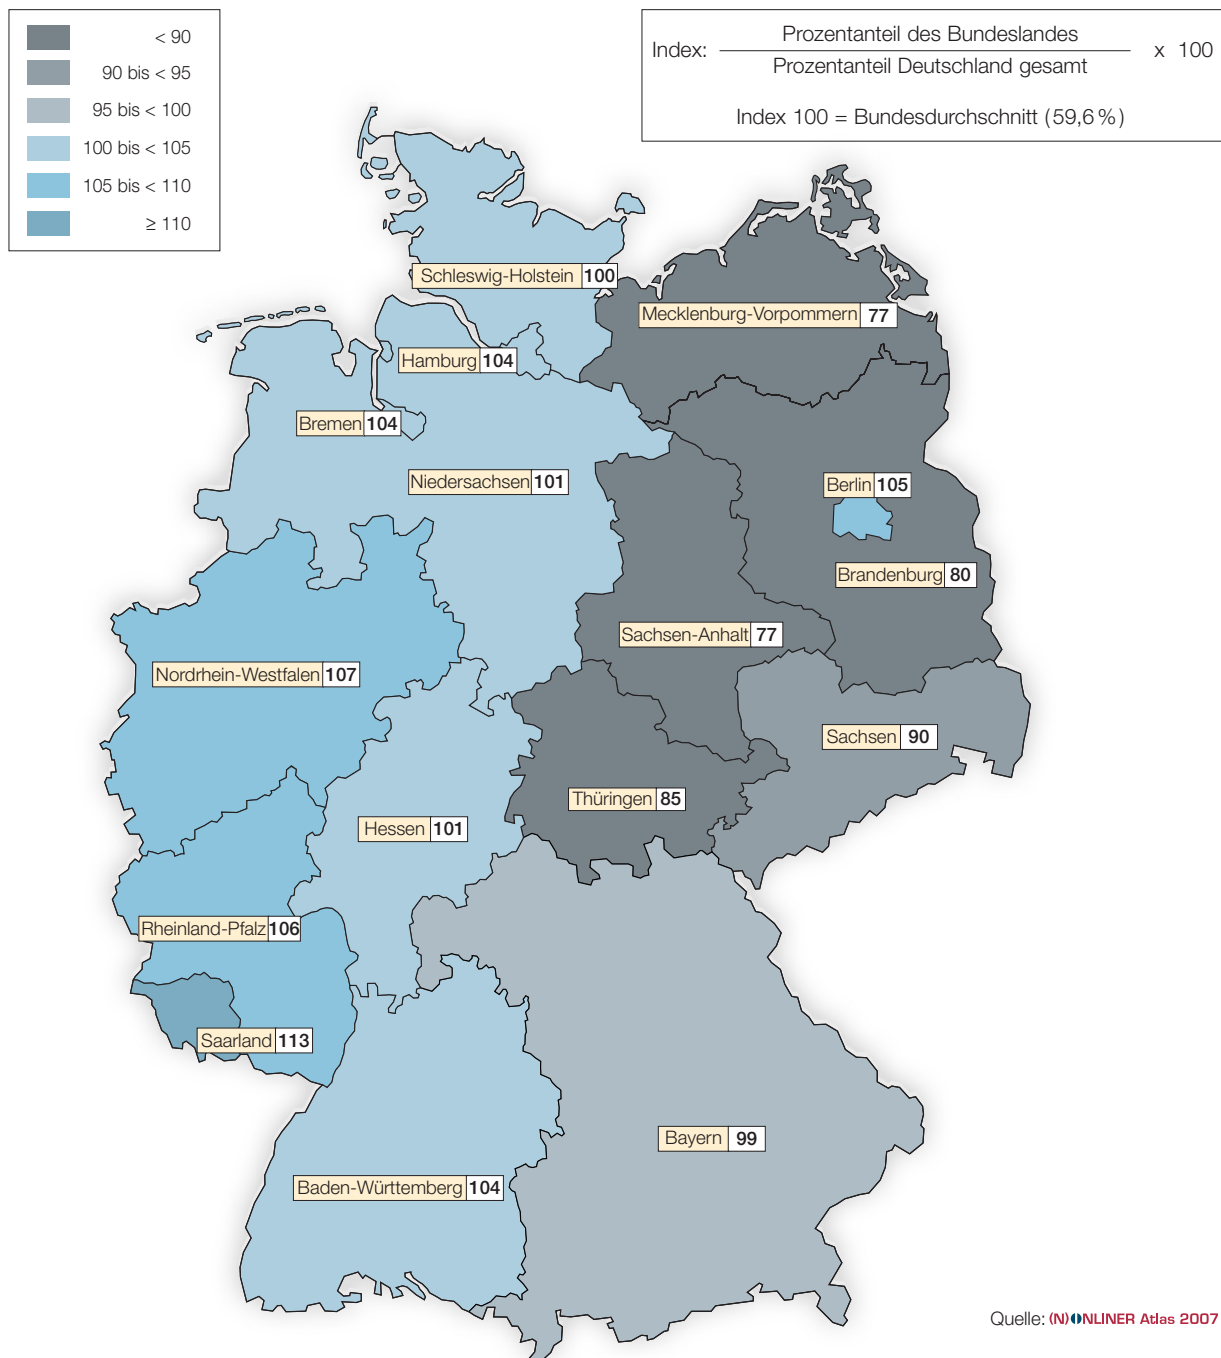 < 90
90 bis < 95
95 bis < 100
100 bis < 105
105 bis < 110
≥ 110
Index: Prozentanteil des Bundeslandes
Prozentanteil Deutschland gesamt x 100
Index 100 = Bundesdurchschnitt (59,6 %)
Schleswig-Holstein 100
Mecklenburg-Vorpommern 77
Hamburg 104
Bremen 104
Niedersachsen 101
Berlin 105
Brandenburg 80
Sachsen-Anhalt 77
Nordrhein-Westfalen 107
Sachsen 90
Thüringen 85
Hessen 101
Rheinland-Pfalz 106
Saarland 113
Bayern 99
Baden-Württemberg 104
Quelle: (N)ONLINER Atlas 2007